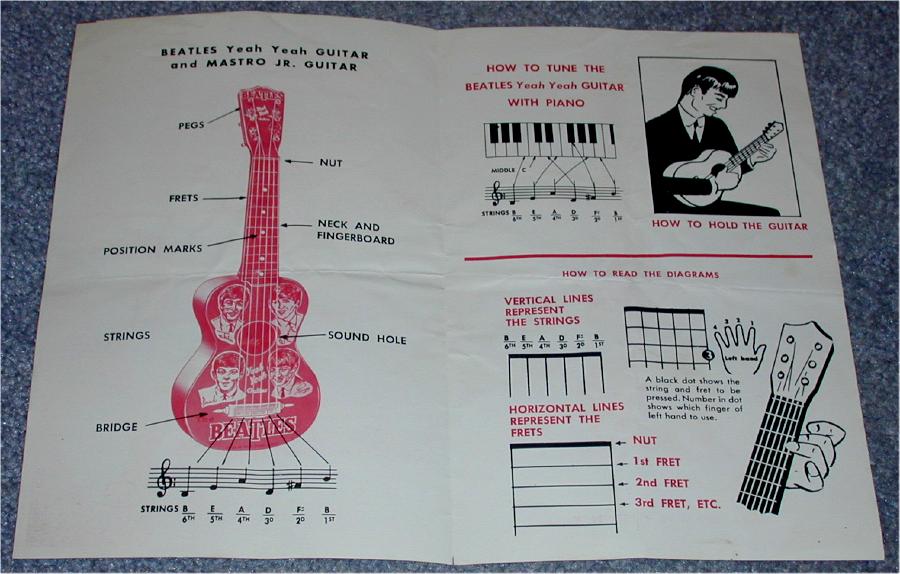 BEATLES Yeah Yeah GUITAR
and MASTRO JR. GUITAR
BEATLES
PEGS
NUT
FRETS
NECK AND
FINGERBOARD
POSITION MARKS
STRINGS
SOUND HOLE
BRIDGE
BEATLES
STRINGS B E A D F# B
6TH 5TH 4TH 3D 2D 1ST
HOW TO TUNE THE
BEATLES Yeah Yeah GUITAR
WITH PIANO
MIDDLE C
STRINGS B E A D F# B
6TH 5TH 4TH 3D 2D 1ST
HOW TO HOLD THE GUITAR
HOW TO READ THE DIAGRAMS
VERTICAL LINES
REPRESENT
THE STRINGS
B E A D F# B
6TH 5TH 4TH 3D 2D 1ST
3
4 3 2 1
Left hand
A black dot shows the
string and fret to be
pressed. Number in dot
shows which finger of
left hand to use.
HORIZONTAL LINES
REPRESENT THE
FRETS
NUT
1st FRET
2nd FRET
3rd FRET, ETC.